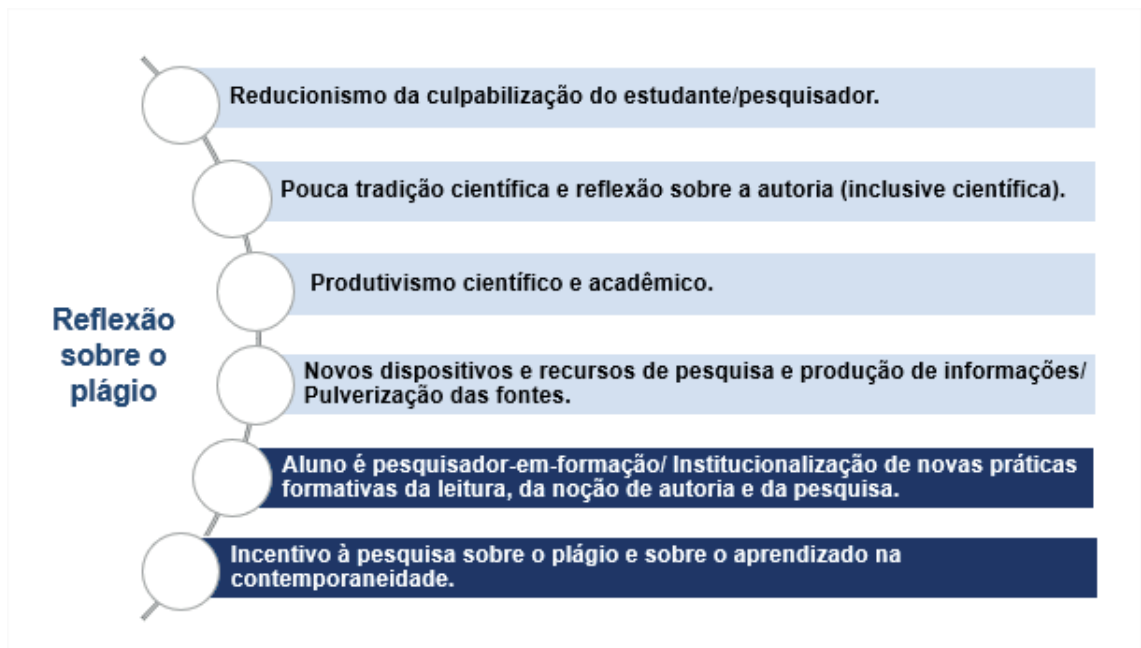 Reflexão
sobre o
plágio
Reducionismo da culpabilização do estudante/pesquisador.
Pouca tradição científica e reflexão sobre a autoria (inclusive científica).
Produtivismo científico e acadêmico.
Novos dispositivos e recursos de pesquisa e produção de informações/
Pulverização das fontes.
Aluno é pesquisador-em-formação/ Institucionalização de novas práticas
formativas da leitura, da noção de autoria e da pesquisa.
Incentivo à pesquisa sobre o plágio e sobre o aprendizado na
contemporaneidade.